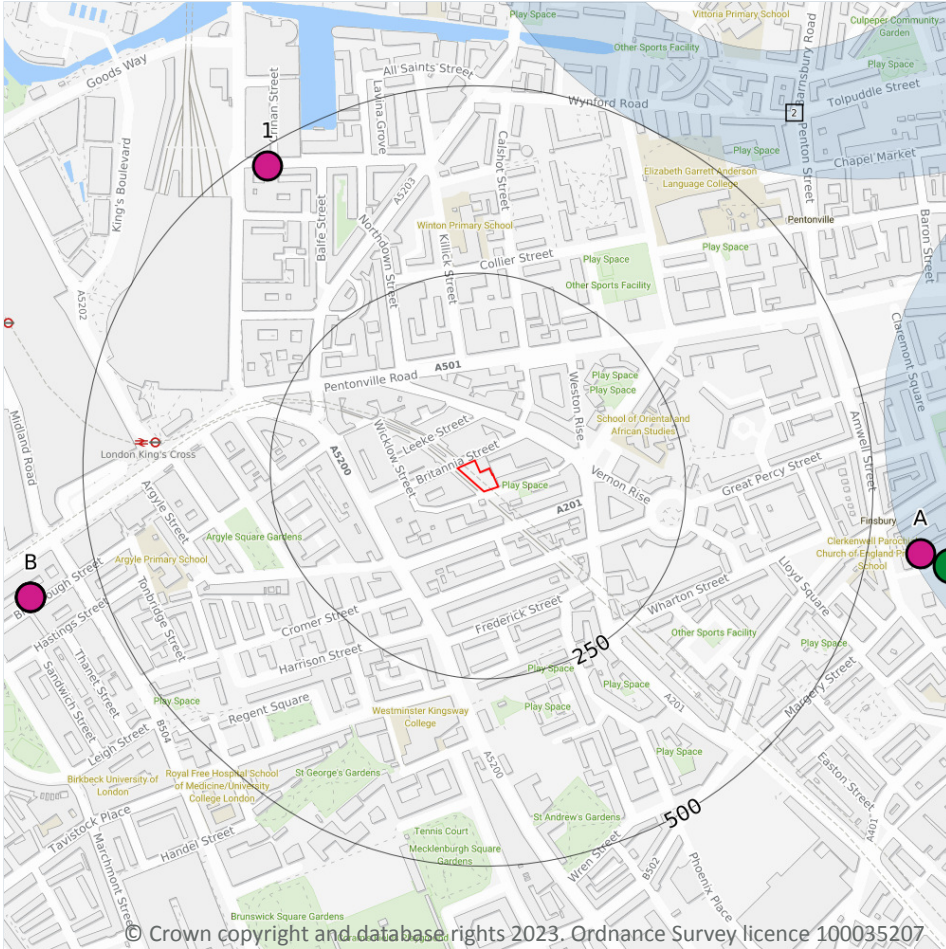 Play Space
Vittoria Primary School
Culpeper Community
Garden
Other Sports Facility
Barnsbury Road
Play Space
Goods Way
All Saints Street
Tolpuddle Street
Wynford Road
2
Crinan Street
Lavina Grove
1
Calshot Street
Penton Street
Play Space
Chapel Market
King's Boulevard
Elizabeth Garrett Anderson
Language College
A5203
Balfe Street
Northdown Street
Winton Primary School
Killick Street
Pentonville
Baron Street
Collier Street
Play Space
Play Space
Other Sports Facility
A5202
Claremont Square
A501
Pentonville Road
Play Space
Play Space
Weston Rise
School of Oriental and
African Studies
Midland Road
Amwell Street
London King's Cross
A5200
Wicklow Street
Leeke Street
Britannia Street
Play Space
Vernon Rise
Great Percy Street
A201
Argyle Street
Argyle Square Gardens
Argyle Primary School
Finsbury
A
Clerkenwell Parochial
Church of England
School
B
Hastings Street
Tonbridge Street
Cromer Street
Frederick Street
Wharton Street
Lloyd Square
250
Other Sports Facility
Play Space
Harrison Street
Sandwich Street
Thanet Street
Play Space
Play Space
Margery Street
Play Space
Regent Square
Westminster Kingsway
College
Play Space
A201
B504
Leigh Street
Birkbeck University of
London
Royal Free Hospital School
of Medicine/University
College London
St George's Gardens
A5200
Play Space
Easton Street
Tavistock Place
Handel Street
Marchmont Street
500
St Andrew's Gardens
A401
Tennis Court
Mecklenburgh Square
Gardens
Wren Street
B502
Phoenix Place
Brunswick Square Gardens
© Crown copyright and database rights 2023. Ordnance Survey licence 100035207.